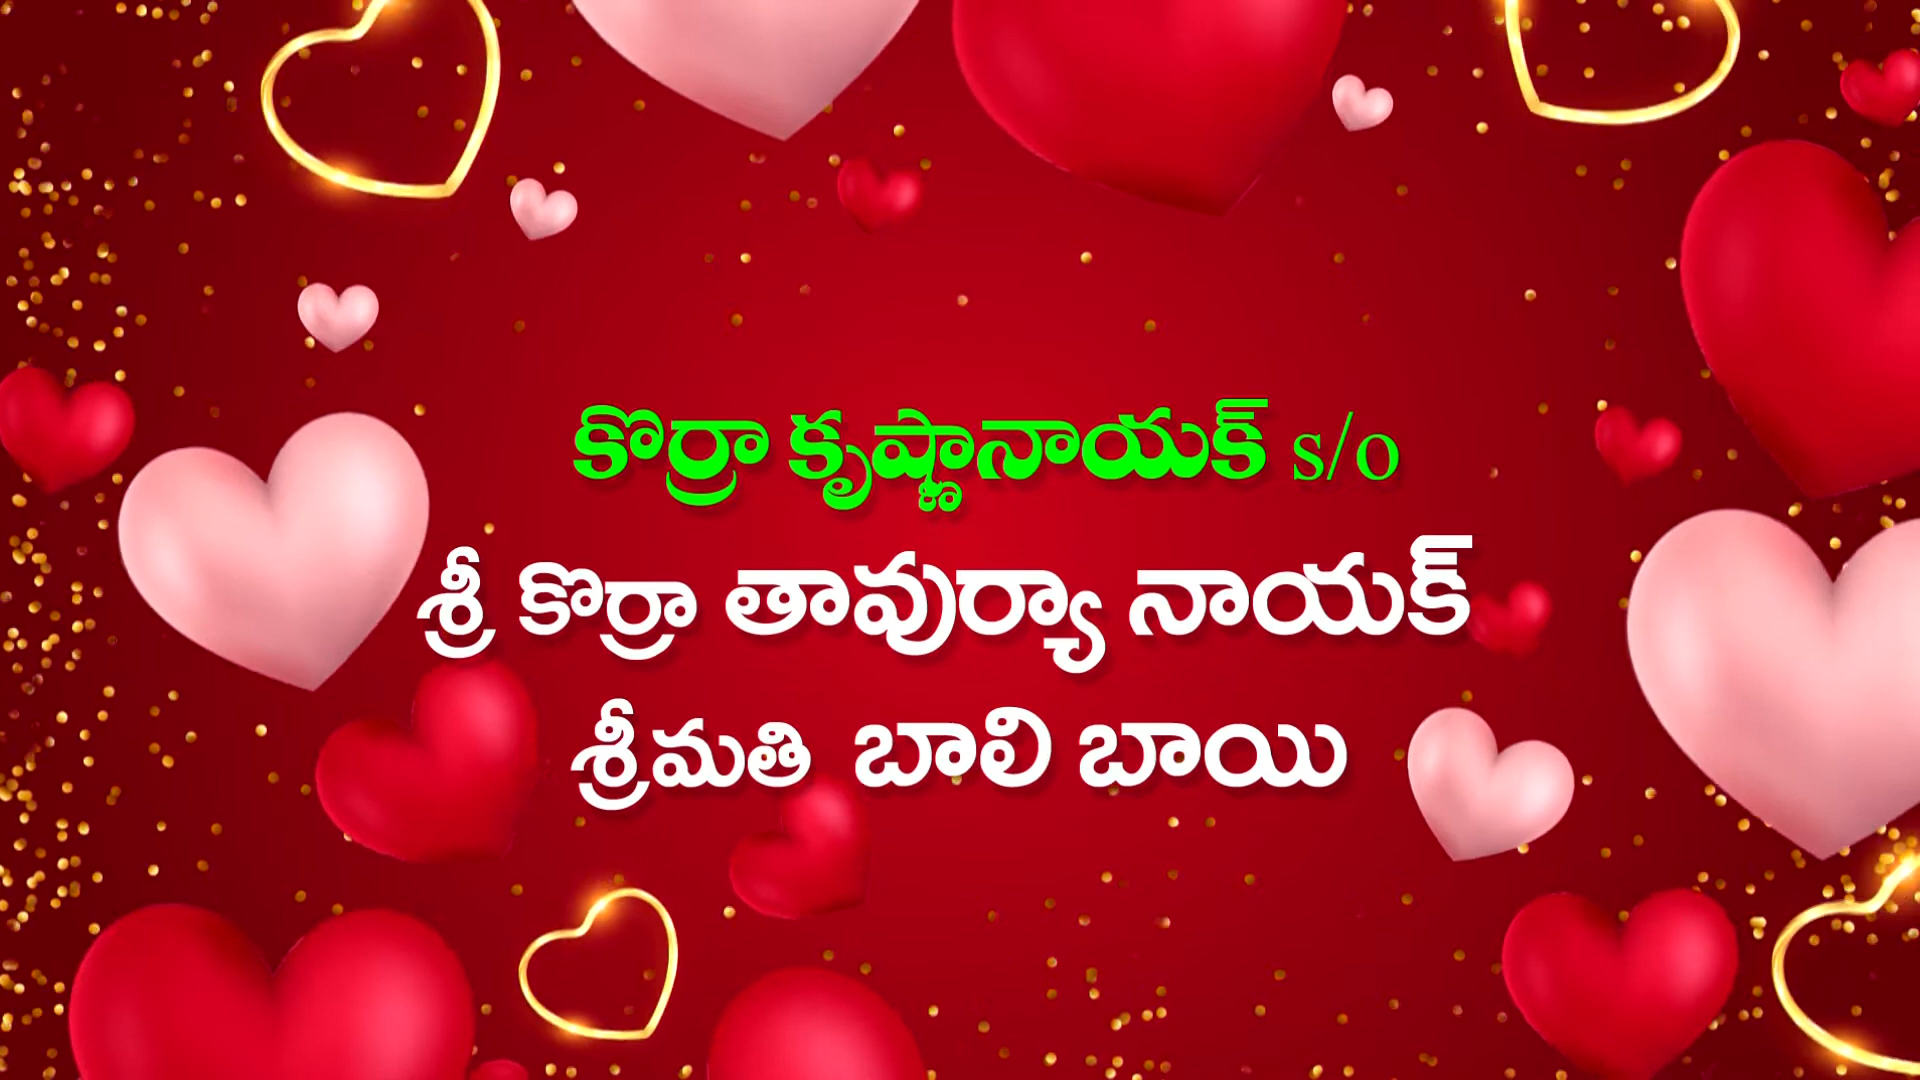 కొర్రా కృష్ణానాయక్ s/o
శ్రీ కొర్రా తావుర్యా నాయక్
శ్రీమతి బాలి బాయి